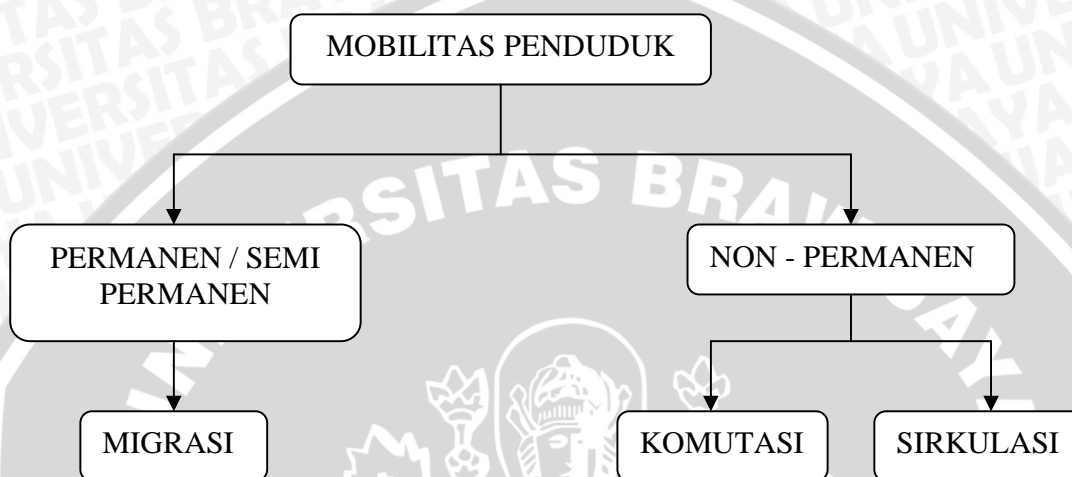 MOBILITAS PENDUDUK
PERMANEN / SEMI
PERMANEN
NON - PERMANEN
MIGRASI
KOMUTASI
SIRKULASI